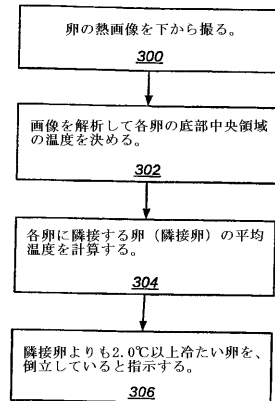 卵の熱画像を下から撮る。
300
画像を解析して各卵の底部中央領域
の温度を決める。
302
各卵に隣接する卵（隣接卵）の平均
温度を計算する。
304
隣接卵よりも2.0℃以上冷たい卵を、
倒立していると指示する。
306